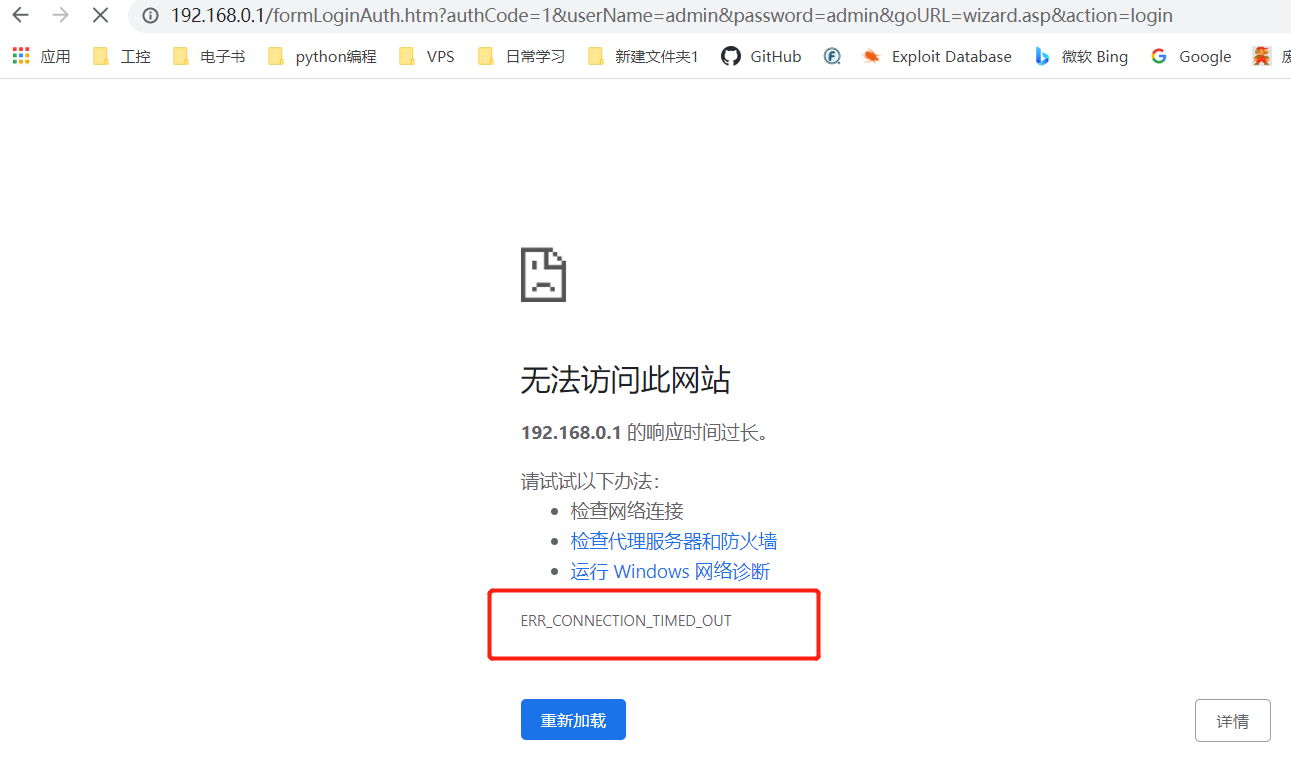 192.168.0.1/formLoginAuth.htm?authCode=1&userName=admin&password=admin&goURL=wizard.asp&action=login
应用 工控 电子书 python编程 VPS 日常学习 新建文件夹1 GitHub Exploit Database 微软 Bing Google
无法访问此网站
192.168.0.1 的响应时间过长。
请试试以下办法：
检查网络连接
检查代理服务器和防火墙
运行 Windows 网络诊断
ERR_CONNECTION_TIMED_OUT
重新加载 详情